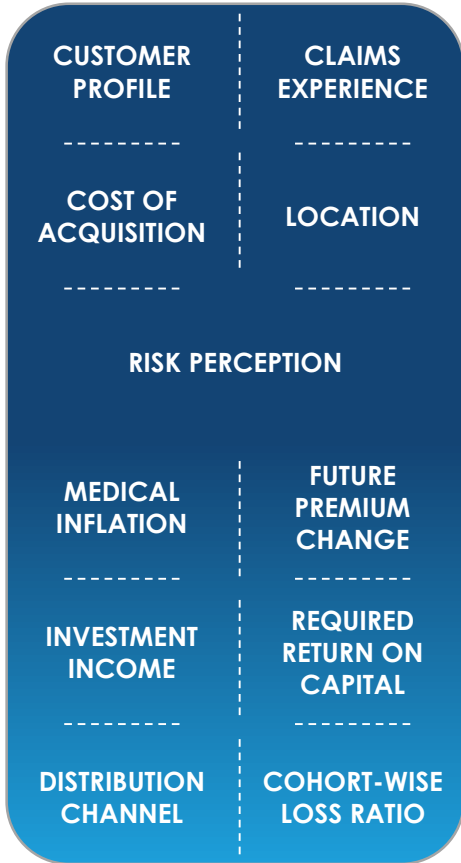 CUSTOMER
PROFILE
CLAIMS
EXPERIENCE
COST OF
ACQUISITION
LOCATION
RISK PERCEPTION
MEDICAL
INFLATION
FUTURE
PREMIUM
CHANGE
INVESTMENT
INCOME
REQUIRED
RETURN ON
CAPITAL
DISTRIBUTION
CHANNEL
COHORT-WISE
LOSS RATIO